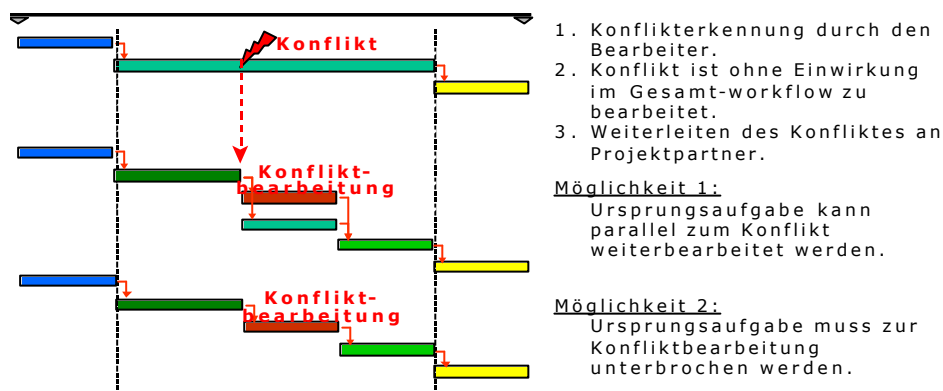 Konflikt
Konflikt-
bearbeitung
Konflikt-
bearbeitung
1. Konflikterkennung durch den
Bearbeiter.
2. Konflikt ist ohne Einwirkung
im Gesamt-workflow zu
bearbeitet.
3. Weiterleiten des Konfliktes an
Projektpartner.
Möglichkeit 1:
Ursprungsaufgabe kann
parallel zum Konflikt
weiterbearbeitet werden.
Möglichkeit 2:
Ursprungsaufgabe muss zur
Konfliktbearbeitung
unterbrochen werden.